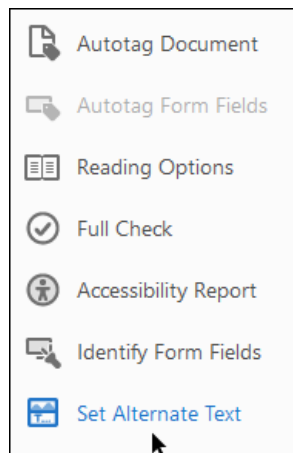 Autotag Document
Autotag Form Fields
Reading Options
Full Check
Accessibility Report
Identify Form Fields
T...
Set Alternate Text